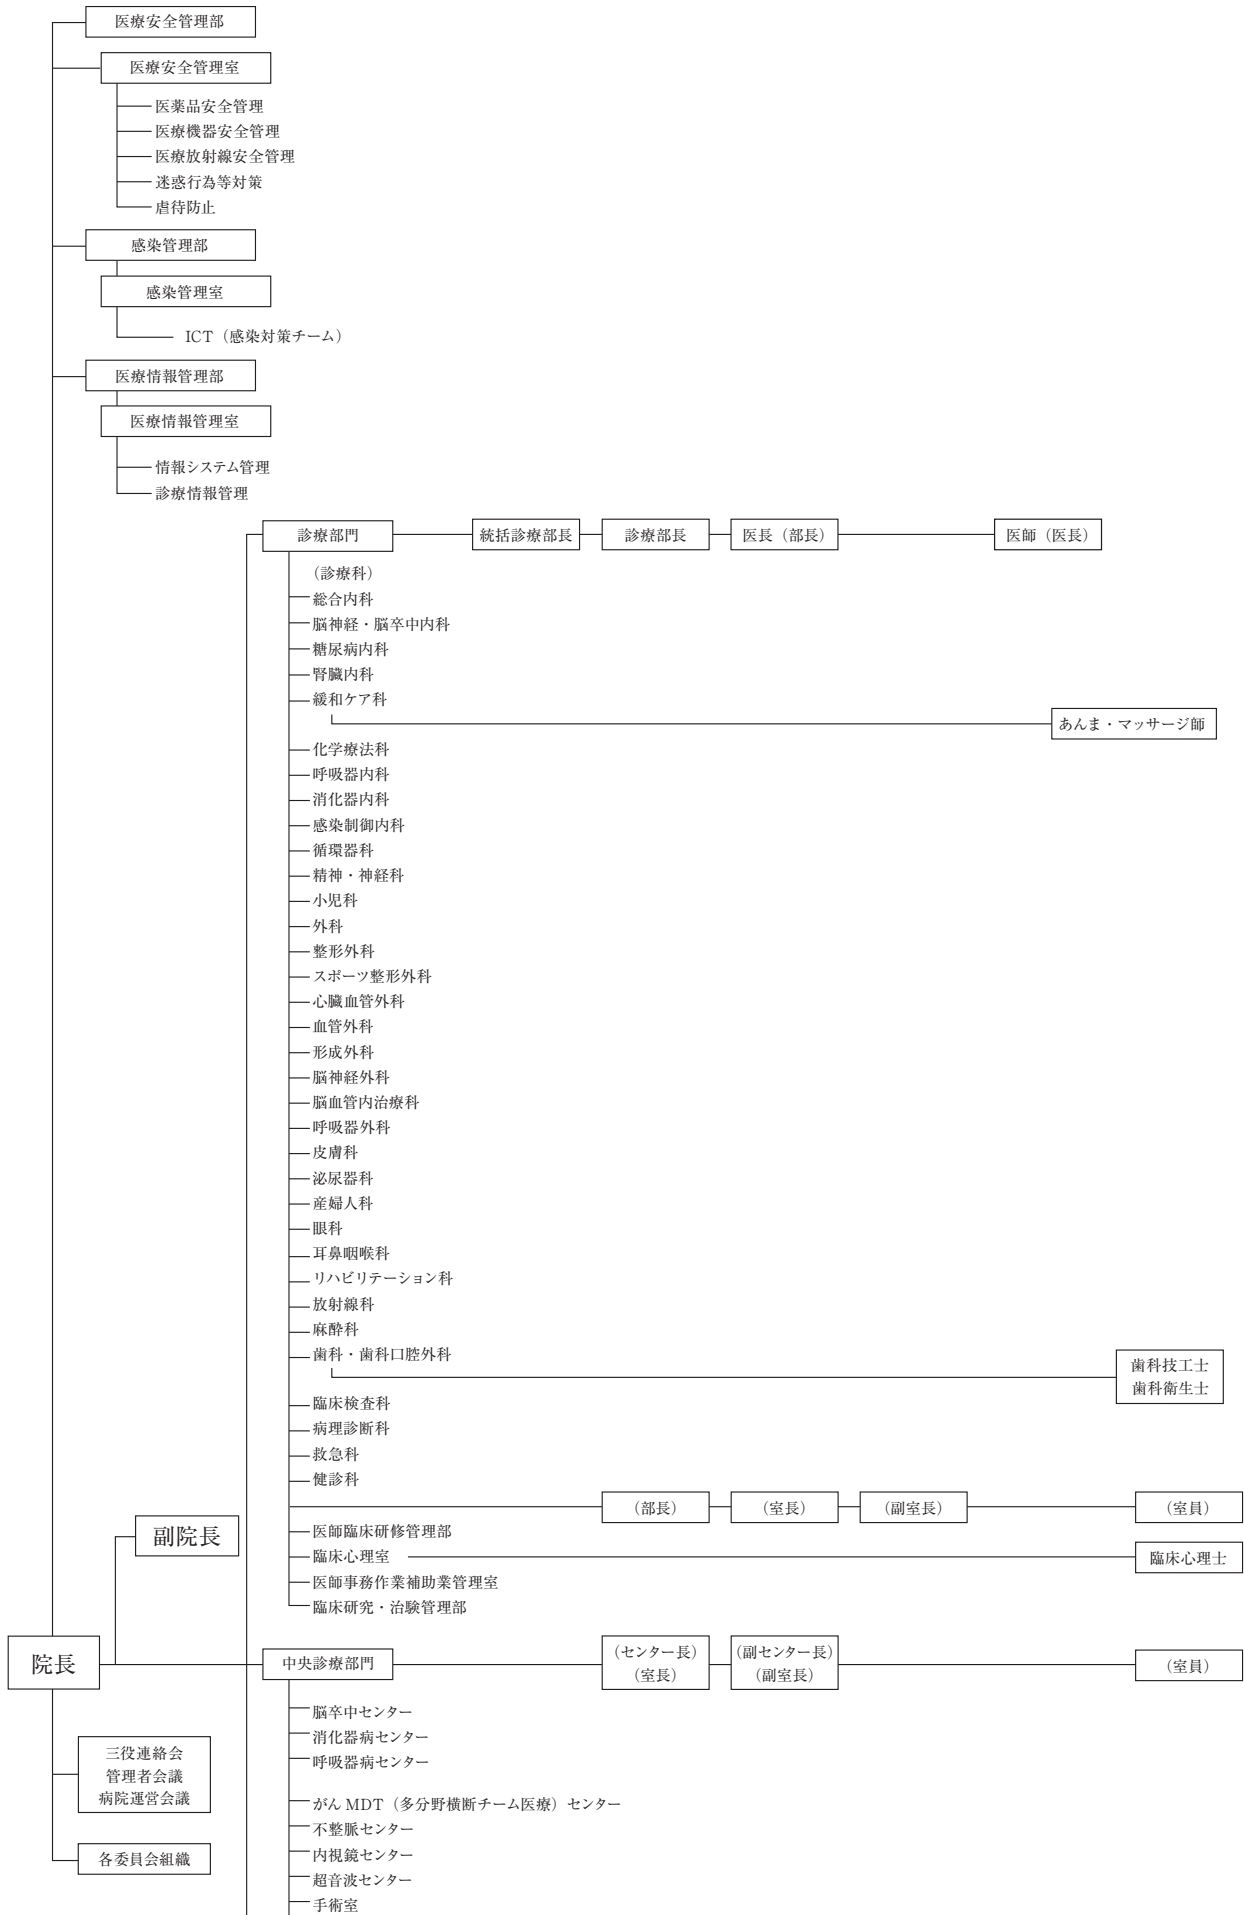 医療安全管理部
医療安全管理室
医薬品安全管理
医療機器安全管理
医療放射線安全管理
迷惑行為等対策
虐待防止
感染管理部
感染管理室
ICT（感染対策チーム）
医療情報管理部
医療情報管理室
情報システム管理
診療情報管理
診療部門
統括診療部長
診療部長
医長（部長）
医師（医長）
（診療科）
総合内科
脳神経・脳卒中内科
糖尿病内科
腎臓内科
緩和ケア科
あんま・マッサージ師
化学療法科
呼吸器内科
消化器内科
感染制御内科
循環器科
精神・神経科
小児科
外科
整形外科
スポーツ整形外科
心臓血管外科
血管外科
形成外科
脳神経外科
脳血管内治療科
呼吸器外科
皮膚科
泌尿器科
産婦人科
眼科
耳鼻咽喉科
リハビリテーション科
放射線科
麻酔科
歯科・歯科口腔外科
歯科技工士
歯科衛生士
臨床検査科
病理診断科
救急科
健診科
（部長）
（室長）
（副室長）
（室員）
医師臨床研修管理部
臨床心理室
臨床心理士
医師事務作業補助業管理室
臨床研究・治験管理部
副院長
院長
中央診療部門
（センター長）
（室長）
（副センター長）
（副室長）
（室員）
脳卒中センター
消化器病センター
呼吸器病センター
がん MDT（多分野横断チーム医療）センター
不整脈センター
内視鏡センター
超音波センター
手術室
三役連絡会
管理者会議
病院運営会議
各委員会組織